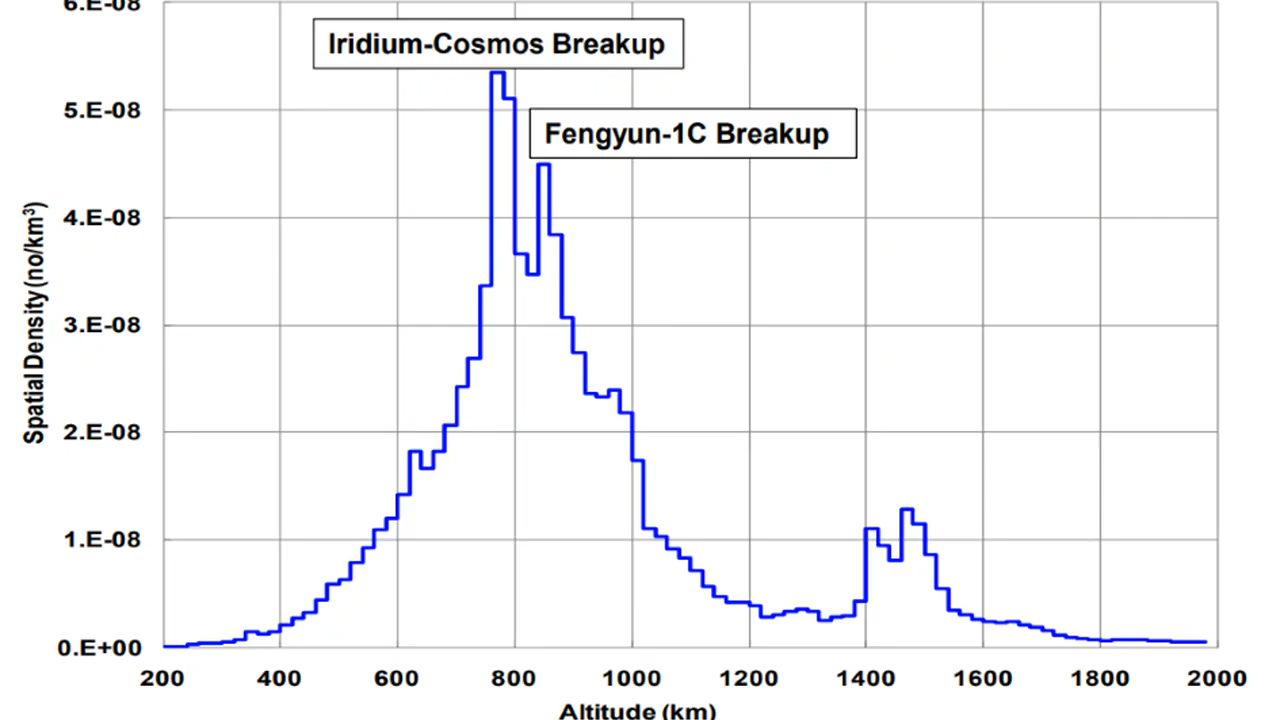 6.E-08
Iridium-Cosmos Breakup
5.E-08
Fengyun-1C Breakup
4.E-08
Spatial Density (no/km³)
3.E-08
2.E-08
1.E-08
0.E+00
200 400 600 800 1000 1200 1400 1600 1800 2000
Altitude (km)